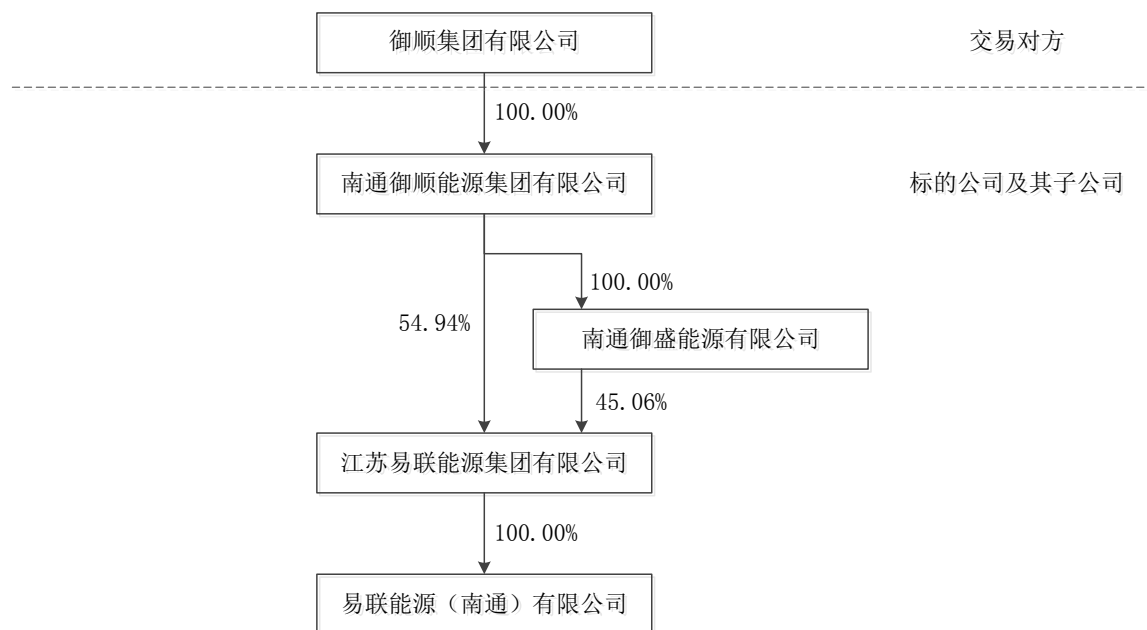 御顺集团有限公司
交易对方
100.00%
南通御顺能源集团有限公司
标的公司及其子公司
100.00%
54.94%
南通御盛能源有限公司
45.06%
江苏易联能源集团有限公司
100.00%
易联能源（南通）有限公司